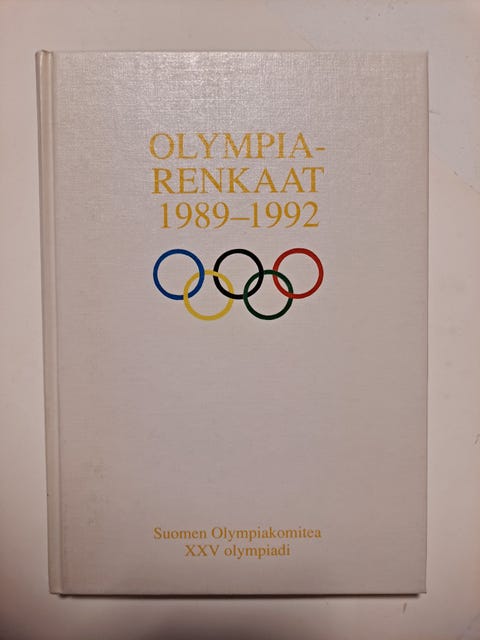 OLYMPIA-
RENKAAT
1989–1992
Suomen Olympiakomitea
XXV olympiadi